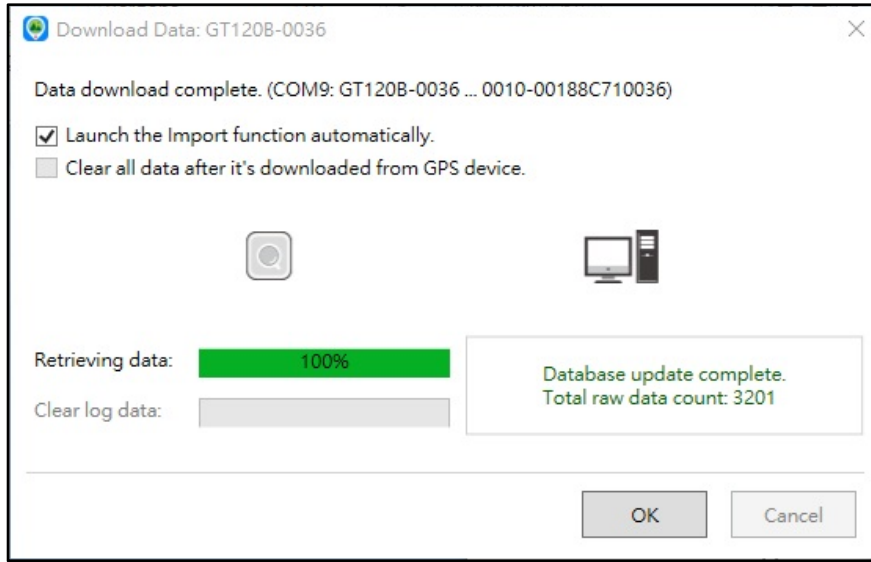 Download Data: GT120B-0036
Data download complete. (COM9: GT120B-0036 ... 0010-00188C710036)
Launch the Import function automatically.
Clear all data after it's downloaded from GPS device.
Retrieving data:
100%
Clear log data:
Database update complete.
Total raw data count: 3201
OK
Cancel